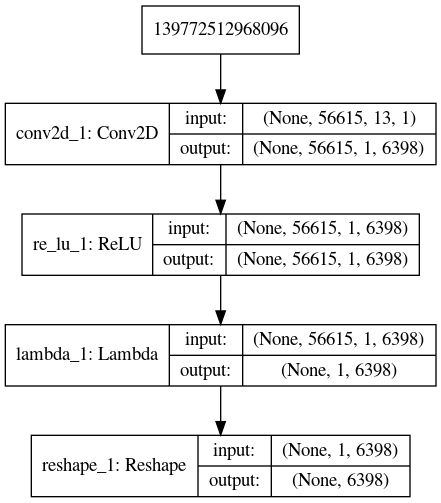 139772512968096
conv2d_1: Conv2D
input: (None, 56615, 13, 1)
output: (None, 56615, 1, 6398)
re_lu_1: ReLU
input: (None, 56615, 1, 6398)
output: (None, 56615, 1, 6398)
lambda_1: Lambda
input: (None, 56615, 1, 6398)
output: (None, 1, 6398)
reshape_1: Reshape
input: (None, 1, 6398)
output: (None, 6398)